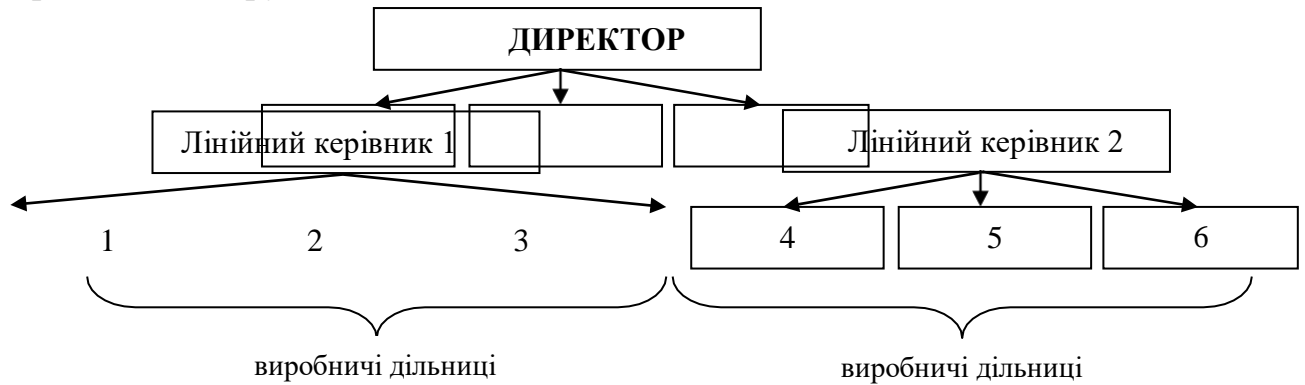 ДИРЕКТОР
Лінійний керівник 1 Лінійний керівник 2
1 2 3 4 5 6
виробничі дільниці виробничі дільниці